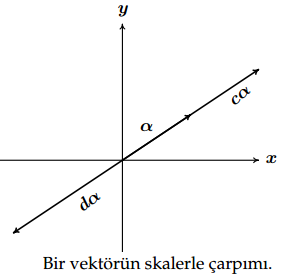 y
cα
α
x
dα
Bir vektörün skalerle çarpımı.